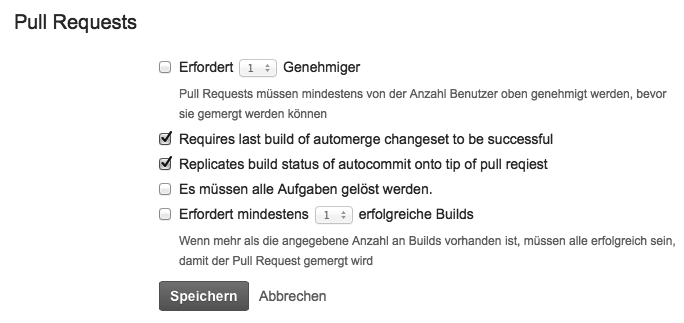 Pull Requests
Erfordert 1 Genehmiger
Pull Requests müssen mindestens von der Anzahl Benutzer oben genehmigt werden, bevor
sie gemergt werden können
Requires last build of automerge changeset to be successful
Replicates build status of autocommit onto tip of pull reqiest
Es müssen alle Aufgaben gelöst werden.
Erfordert mindestens 1 erfolgreiche Builds
Wenn mehr als die angegebene Anzahl an Builds vorhanden ist, müssen alle erfolgreich sein,
damit der Pull Request gemergt wird
Speichern Abbrechen